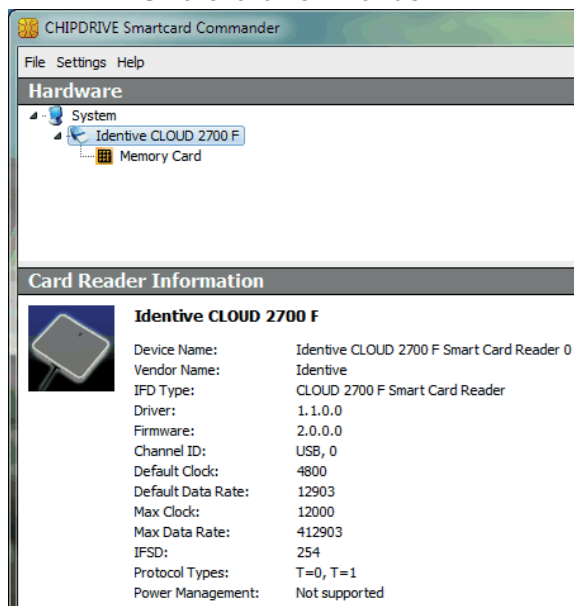 CHIPDRIVE Smartcard Commander
File Settings Help
Hardware
System
Identive CLOUD 2700 F
Memory Card
Card Reader Information
Identive CLOUD 2700 F
Device Name: Identive CLOUD 2700 F Smart Card Reader 0
Vendor Name: Identive
IFD Type: CLOUD 2700 F Smart Card Reader
Driver: 1.1.0.0
Firmware: 2.0.0.0
Channel ID: USB, 0
Default Clock: 4800
Default Data Rate: 12903
Max Clock: 12000
Max Data Rate: 412903
IFSD: 254
Protocol Types: T=0, T=1
Power Management: Not supported